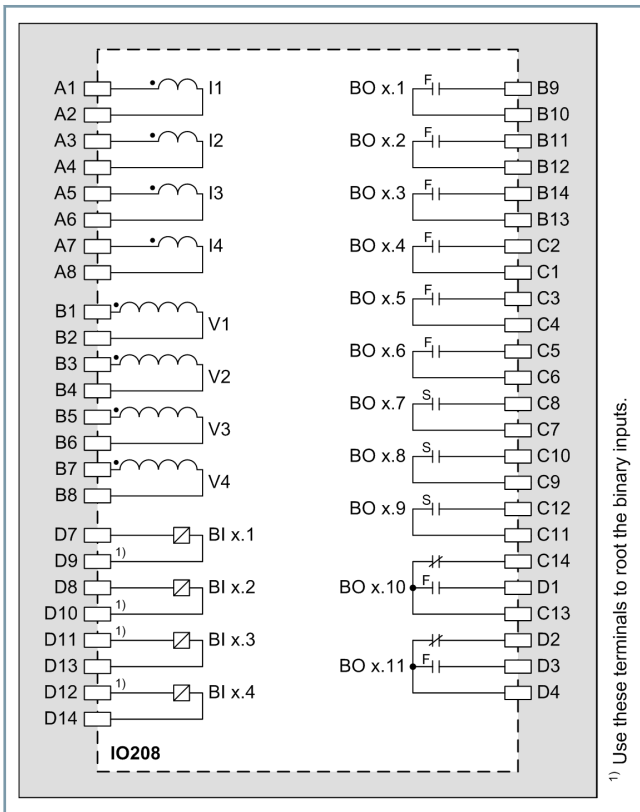 A1 I1
A2
A3 I2
A4
A5 I3
A6
A7 I4
A8
B1
B2 V1
B3
B4 V2
B5
B6 V3
B7
B8 V4
D7 BI x.1
D9 1)
D8 BI x.2
D10 1)
D11 1) BI x.3
D13
D12 1) BI x.4
D14
IO208
BO x.1 F B9
B10
BO x.2 F B11
B12
BO x.3 F B14
B13
BO x.4 F C2
C1
BO x.5 F C3
C4
BO x.6 F C5
C6
BO x.7 S C8
C7
BO x.8 S C10
C9
BO x.9 S C12
C11
C14
BO x.10 F D1
C13
D2
BO x.11 F D3
D4
1) Use these terminals to root the binary inputs.